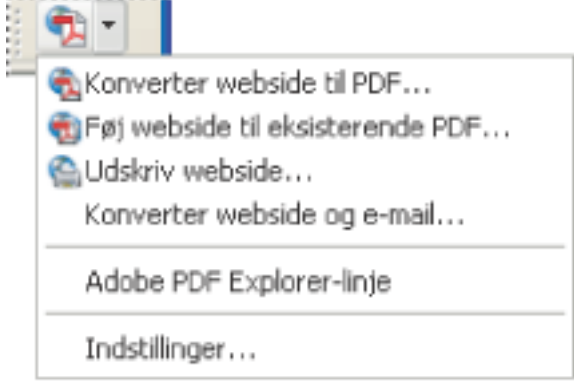 Konverter webside til PDF...
Føj webside til eksisterende PDF...
Udskriv webside...
Konverter webside og e-mail...
Adobe PDF Explorer-linje
Indstillinger...